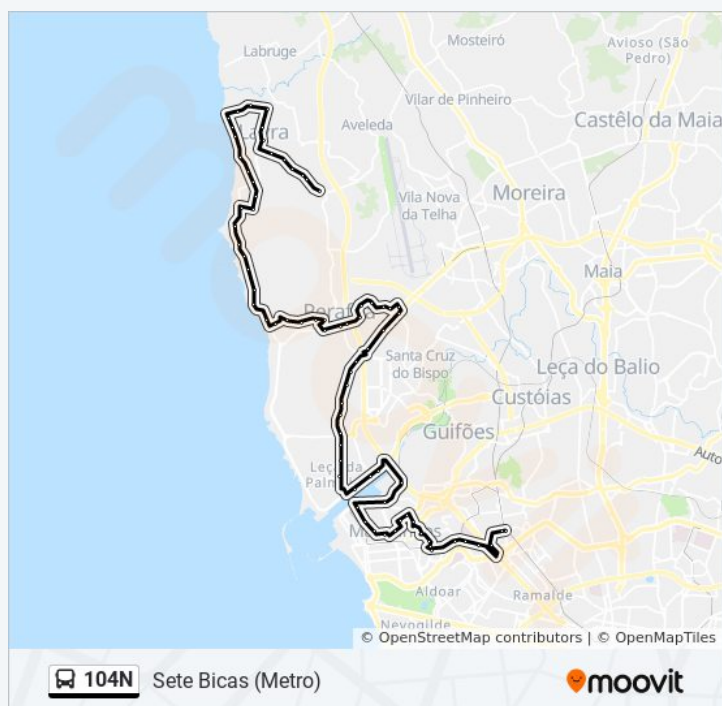 Labruge
Mosteiró
Avioso (São
Pedro)
Vilar de Pinheiro
Castêlo da Maia
Aveleda
Moreira
Vila Nova
da Telha
Maia
Santa Cruz
do Bispo
Leça do Balio
Custóias
Guifões
Auto
Leça da
Aldoar
Ramalde
Nevogilde
© OpenStreetMap contributors | © OpenMapTiles
104N Sete Bicas (Metro)
moovit